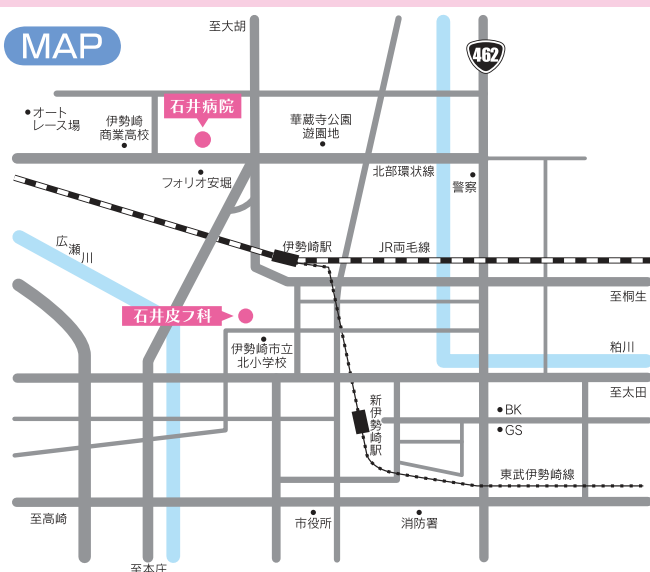 MAP
至大胡
462
オート
レース場
伊勢崎
商業高校
石井病院
華蔵寺公園
遊園地
フォリオ安堀
北部環状線
警察
広瀬川
伊勢崎駅
JR両毛線
至桐生
石井皮フ科
伊勢崎市立
北小学校
粕川
至太田
新伊勢崎駅
BK
GS
東武伊勢崎線
至高崎
市役所
消防署
至本庄